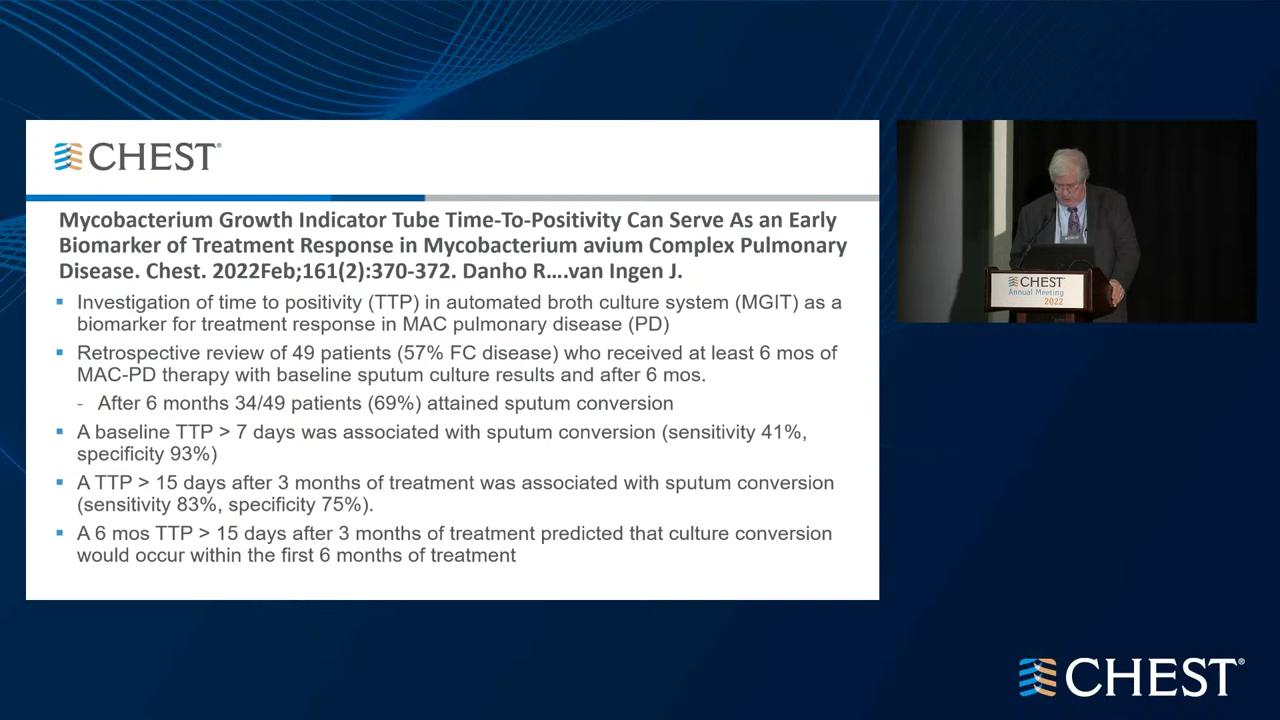 CHEST®
Mycobacterium Growth Indicator Tube Time-To-Positivity Can Serve As an Early
Biomarker of Treatment Response in Mycobacterium avium Complex Pulmonary
Disease. Chest. 2022Feb;161(2):370-372. Danho R….van Ingen J.
▪ Investigation of time to positivity (TTP) in automated broth culture system (MGIT) as a
biomarker for treatment response in MAC pulmonary disease (PD)
▪ Retrospective review of 49 patients (57% FC disease) who received at least 6 mos of
MAC-PD therapy with baseline sputum culture results and after 6 mos.
- After 6 months 34/49 patients (69%) attained sputum conversion
▪ A baseline TTP > 7 days was associated with sputum conversion (sensitivity 41%,
specificity 93%)
▪ A TTP > 15 days after 3 months of treatment was associated with sputum conversion
(sensitivity 83%, specificity 75%).
▪ A 6 mos TTP > 15 days after 3 months of treatment predicted that culture conversion
would occur within the first 6 months of treatment
CHEST
Annual Meeting
2022
CHEST®